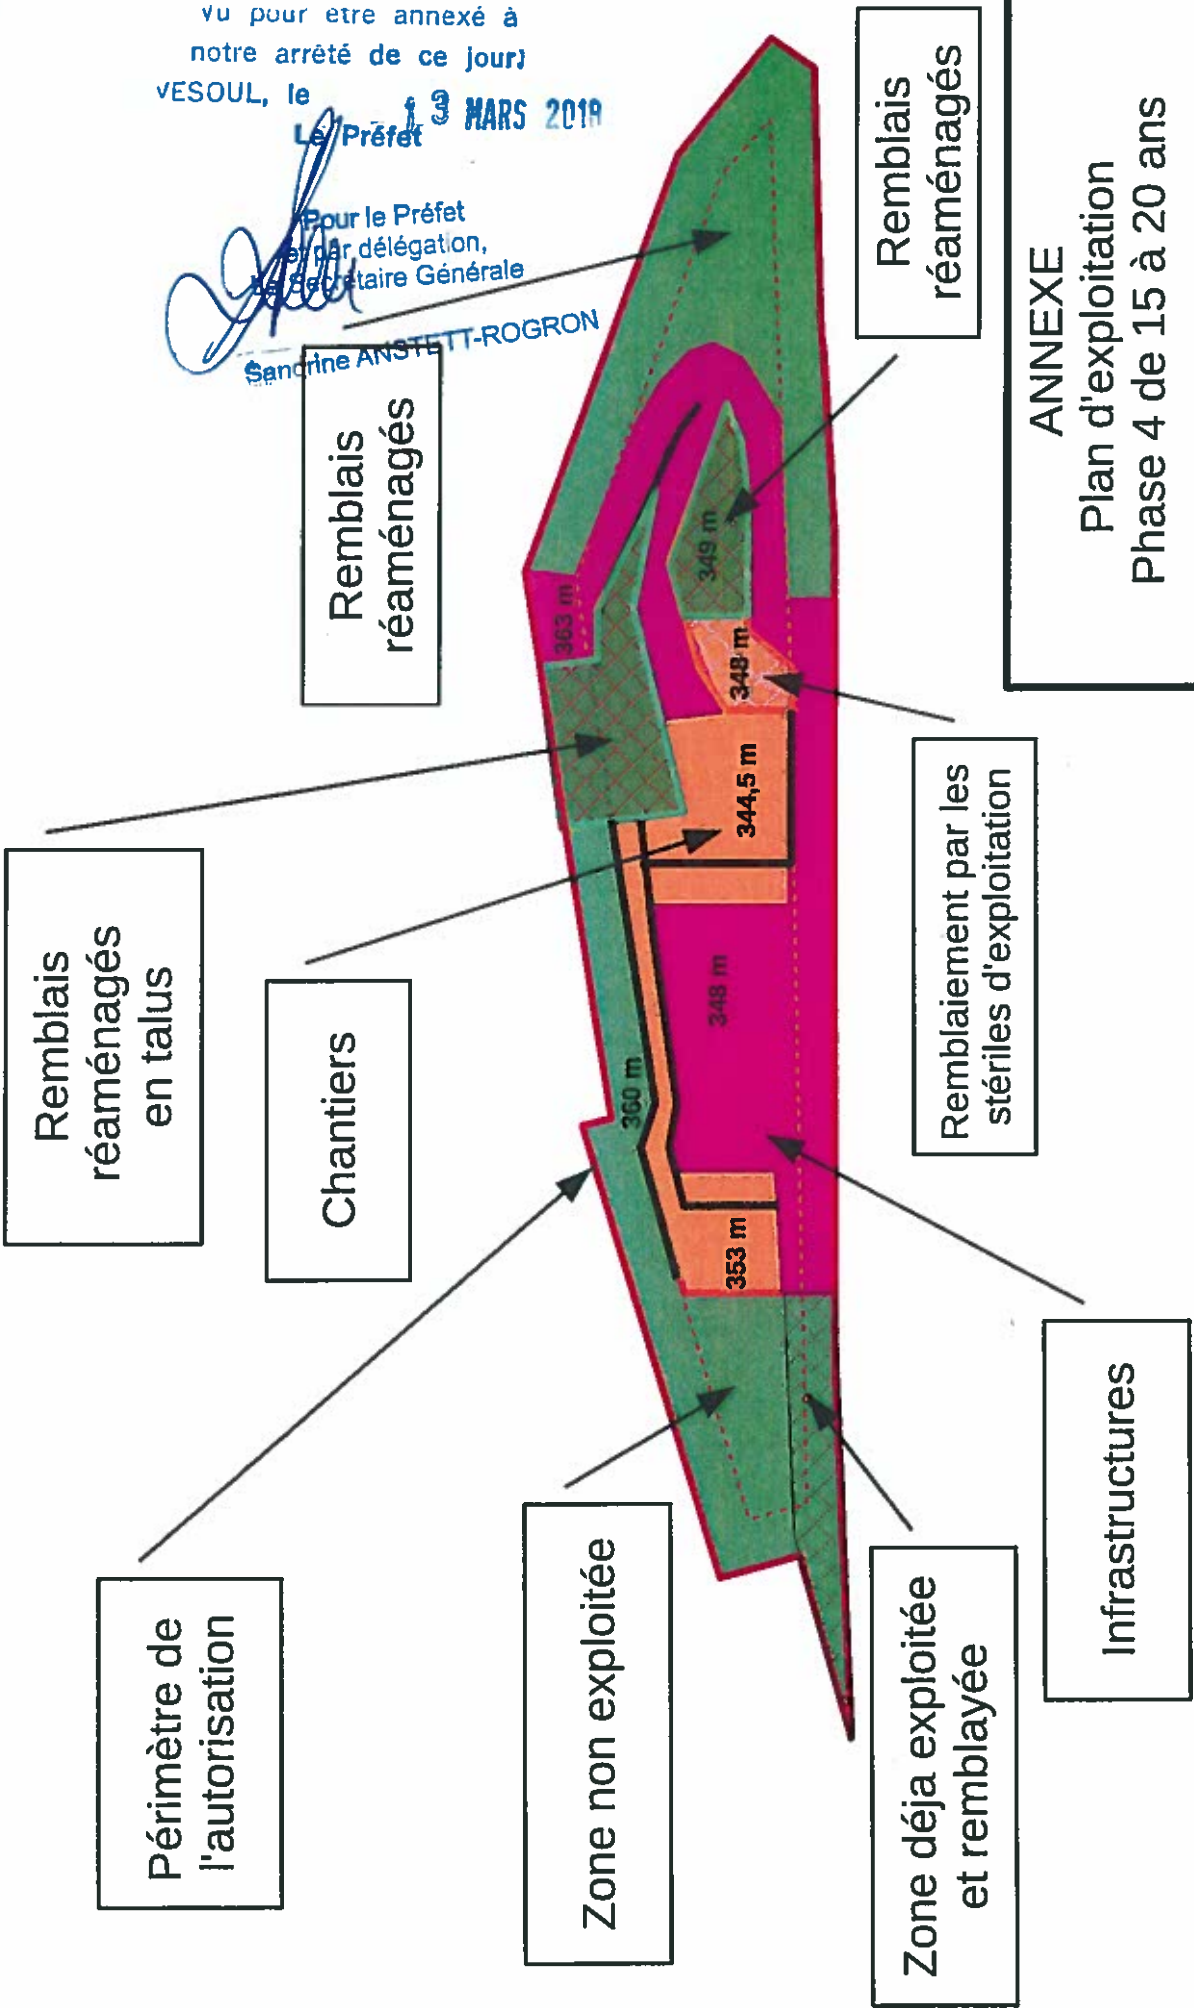 Vu pour être annexé à
notre arrêté de ce jour
VESOUL, le
13 MARS 2018
Le Préfet
Pour le Préfet
et par délégation,
La Secrétaire Générale
Sandrine ANSTETT-ROGRON
Périmètre de
l'autorisation
Remblais
réaménagés
en talus
Chantiers
Remblais
réaménagés
Remblais
réaménagés
Zone non exploitée
Zone déja exploitée
et remblayée
Infrastructures
Remblaiement par les
stériles d'exploitation
353 m
360 m
348 m
344,5 m
348 m
349 m
363 m
ANNEXE
Plan d'exploitation
Phase 4 de 15 à 20 ans